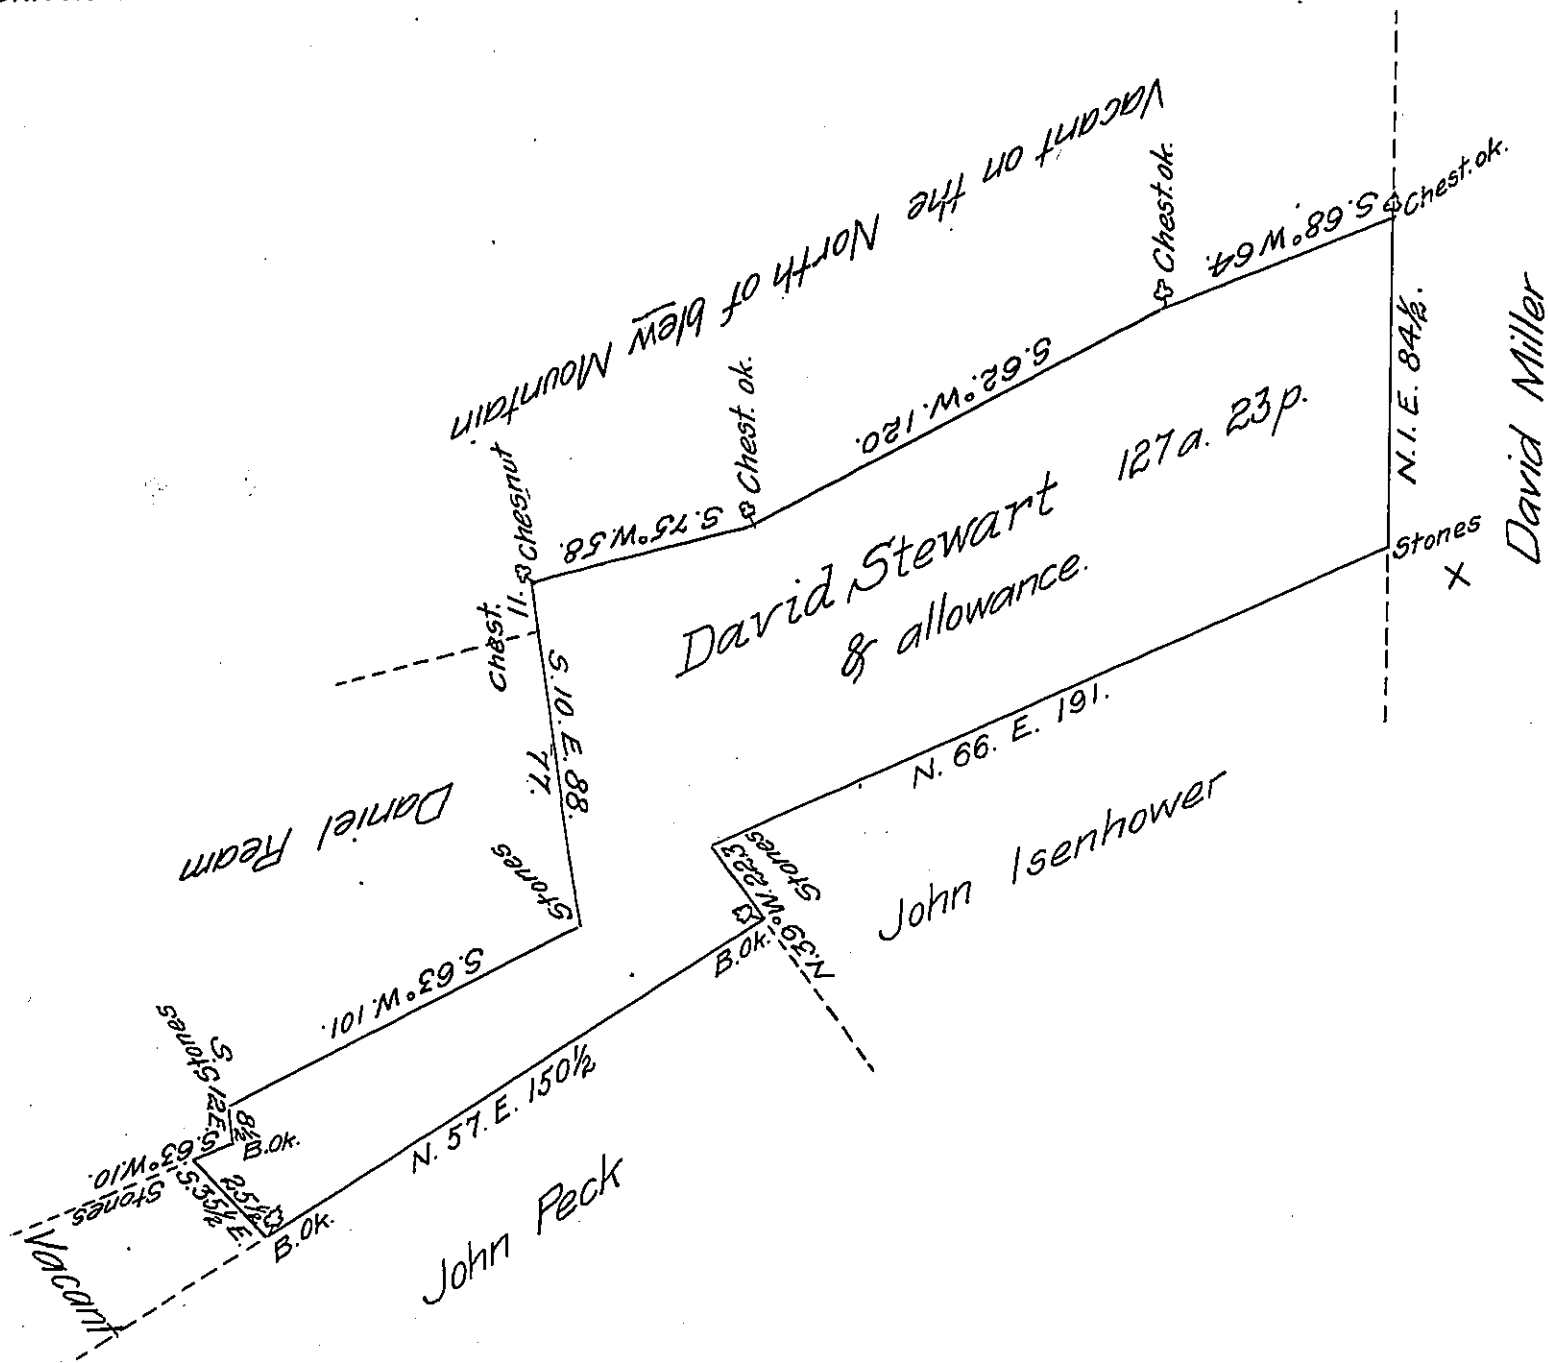 Vacant on the North of blew Mountain
Chest. ok.
S. 68° W 64.
Chest. ok.
S. 62° W. 120.
Chest. ok.
S. 75° W. 58.
Chesnut
11.
Chest.
N. 1. E. 84½.
David Miller
Stones
X
David Stewart 127 a. 23 p.
& allowance.
S. 10. E. 88.
77.
Daniel Ream
Stones
N. 66. E. 191.
John Isenhower
Stones
N. 39° W. 22.3
B. Ok.
S. 63° W. 101.
Stones
S. 12 E.
8½
B. Ok.
S. 63° W. 10.
Stones
S. 35½ E.
25½
B. Ok.
N. 57. E. 150½
John Peck
Vacant